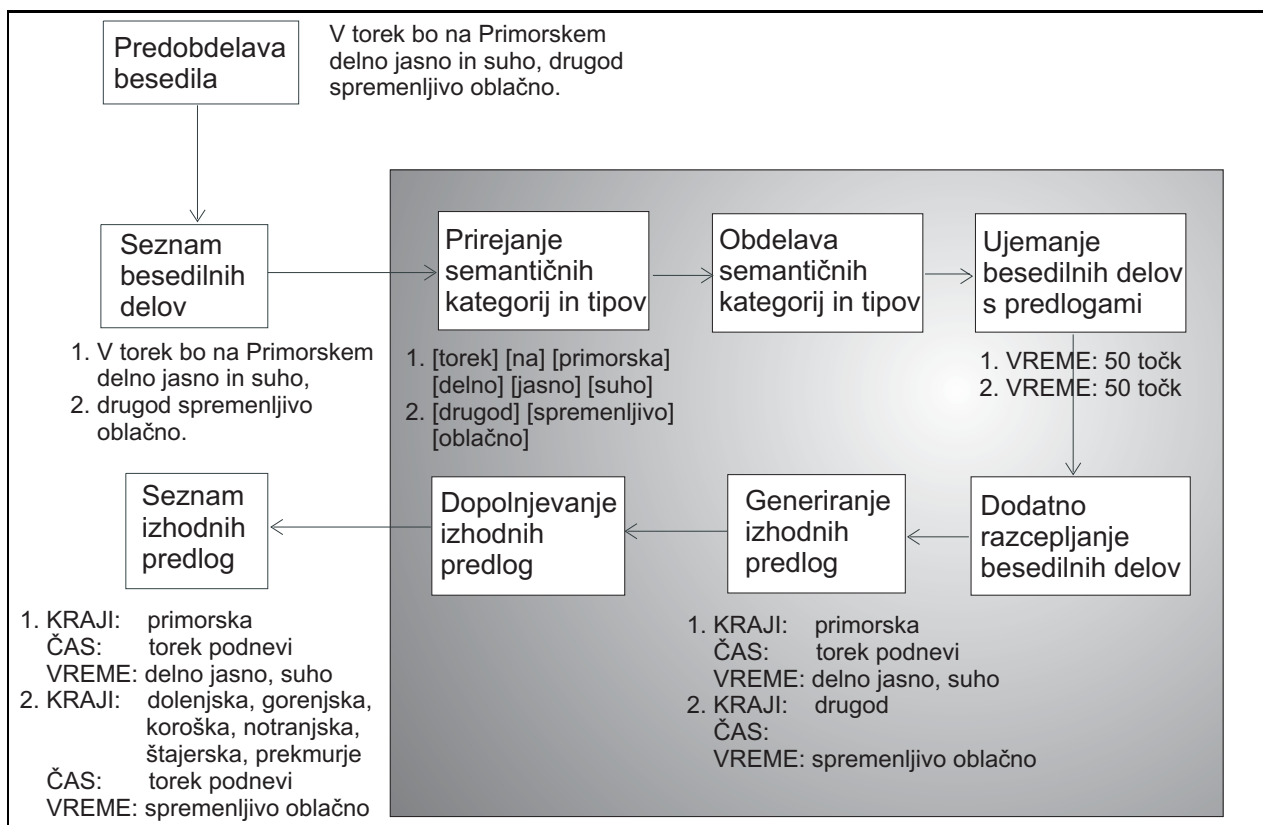 Predobdelava
besedila
V torek bo na Primorskem
delno jasno in suho, drugod
spremenljivo oblačno.
Seznam
besedilnih
delov
Prirejanje
semantičnih
kategorij in tipov
Obdelava
semantičnih
kategorij in tipov
Ujemanje
besedilnih delov
s predlogami
1. V torek bo na Primorskem
delno jasno in suho,
2. drugod spremenljivo
oblačno.
1. [torek] [na] [primorska]
[delno] [jasno] [suho]
2. [drugod] [spremenljivo]
[oblačno]
1. VREME: 50 točk
2. VREME: 50 točk
Seznam
izhodnih
predlog
Dopolnjevanje
izhodnih
predlog
Generiranje
izhodnih
predlog
Dodatno
razcepljanje
besedilnih delov
1. KRAJI: primorska
ČAS: torek podnevi
VREME: delno jasno, suho
2. KRAJI: dolenjska, gorenjska,
koroška, notranjska,
štajerska, prekmurje
ČAS: torek podnevi
VREME: spremenljivo oblačno
1. KRAJI: primorska
ČAS: torek podnevi
VREME: delno jasno, suho
2. KRAJI: drugod
ČAS:
VREME: spremenljivo oblačno